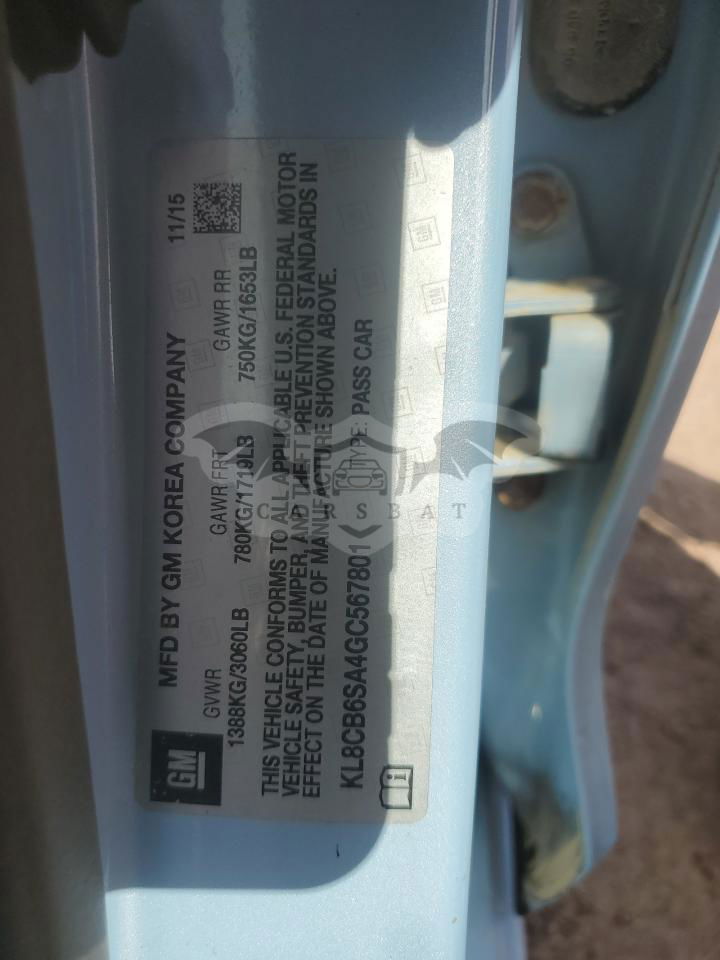 MFD BY GM KOREA COMPANY 11/15
GVWR GAWR FRT GAWR RR
1388KG/3060LB 780KG/1719LB 750KG/1653LB
THIS VEHICLE CONFORMS TO ALL APPLICABLE U.S. FEDERAL MOTOR
VEHICLE SAFETY, BUMPER, AND THEFT PREVENTION STANDARDS IN
EFFECT ON THE DATE OF MANUFACTURE SHOWN ABOVE.
KL8CB6SA4GC567801 TYPE: PASS CAR
GM
CARSBAT